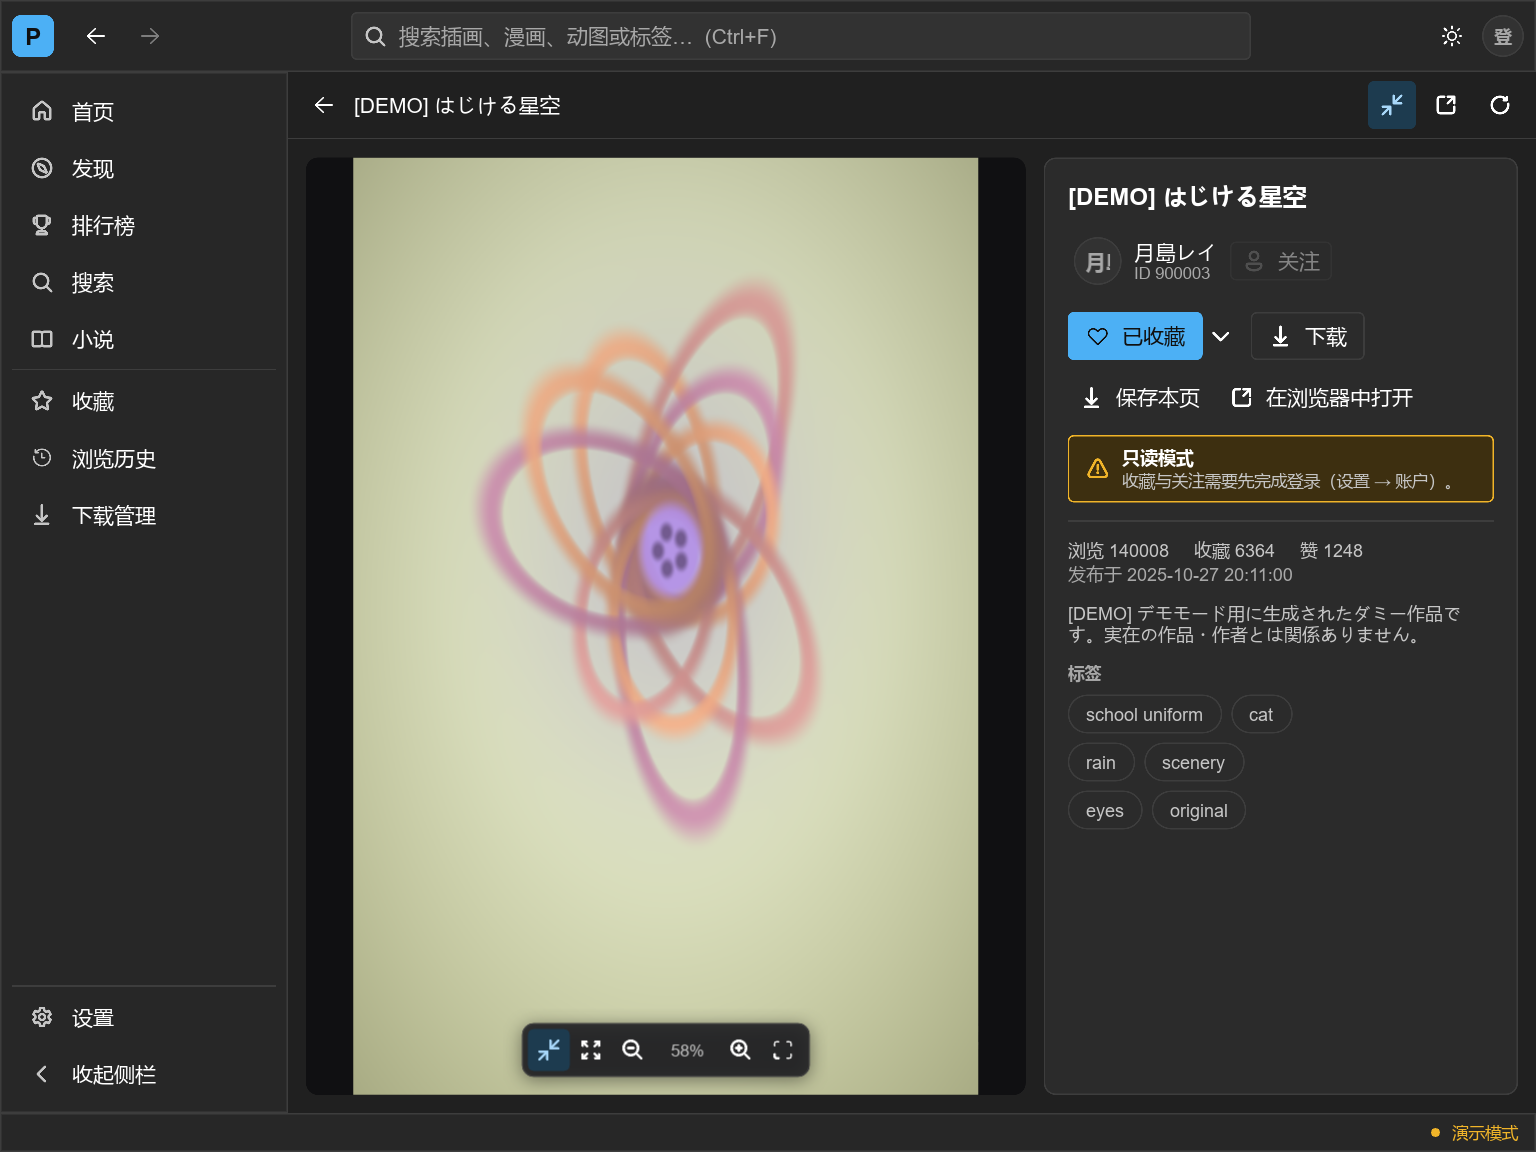 P
搜索插画、漫画、动图或标签… (Ctrl+F)
登
首页
发现
排行榜
搜索
小说
收藏
浏览历史
下载管理
设置
收起侧栏
[DEMO] はじける星空
58%
[DEMO] はじける星空
月!
月島レイ
ID 900003
关注
已收藏
下载
保存本页
在浏览器中打开
只读模式
收藏与关注需要先完成登录（设置 → 账户）。
浏览 140008 收藏 6364 赞 1248
发布于 2025-10-27 20:11:00
[DEMO] デモモード用に生成されたダミー作品で
す。実在の作品・作者とは関係ありません。
标签
school uniform
cat
rain
scenery
eyes
original
演示模式